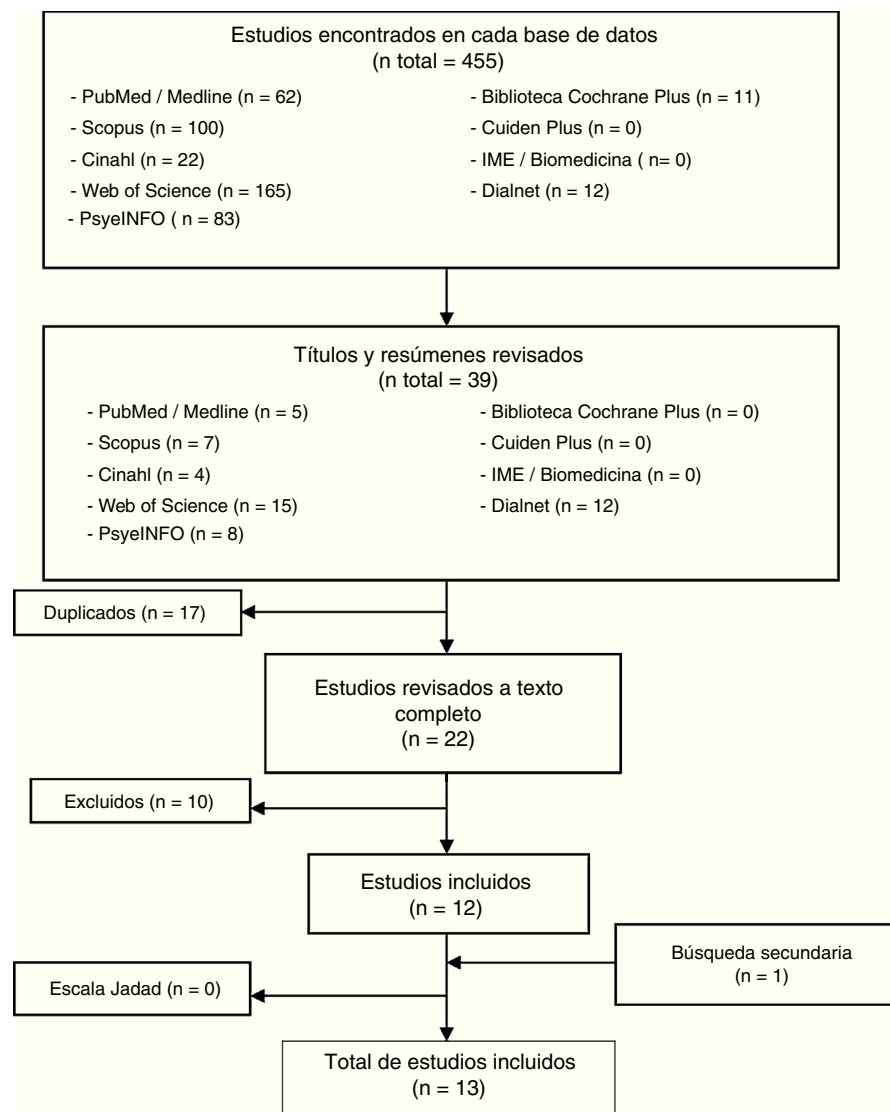 Estudios encontrados en cada base de datos
(n total = 455)
- PubMed / Medline (n = 62)
- Scopus (n = 100)
- Cinahl (n = 22)
- Web of Science (n = 165)
- PsyeINFO ( n = 83)
- Biblioteca Cochrane Plus (n = 11)
- Cuiden Plus (n = 0)
- IME / Biomedicina ( n= 0)
- Dialnet (n = 12)
Títulos y resúmenes revisados
(n total = 39)
- PubMed / Medline (n = 5)
- Scopus (n = 7)
- Cinahl (n = 4)
- Web of Science (n = 15)
- PsyeINFO (n = 8)
- Biblioteca Cochrane Plus (n = 0)
- Cuiden Plus (n = 0)
- IME / Biomedicina (n = 0)
- Dialnet (n = 12)
Duplicados (n = 17)
Estudios revisados a texto
completo
(n = 22)
Excluidos (n = 10)
Estudios incluidos
(n = 12)
Búsqueda secundaria
(n = 1)
Escala Jadad (n = 0)
Total de estudios incluidos
(n = 13)